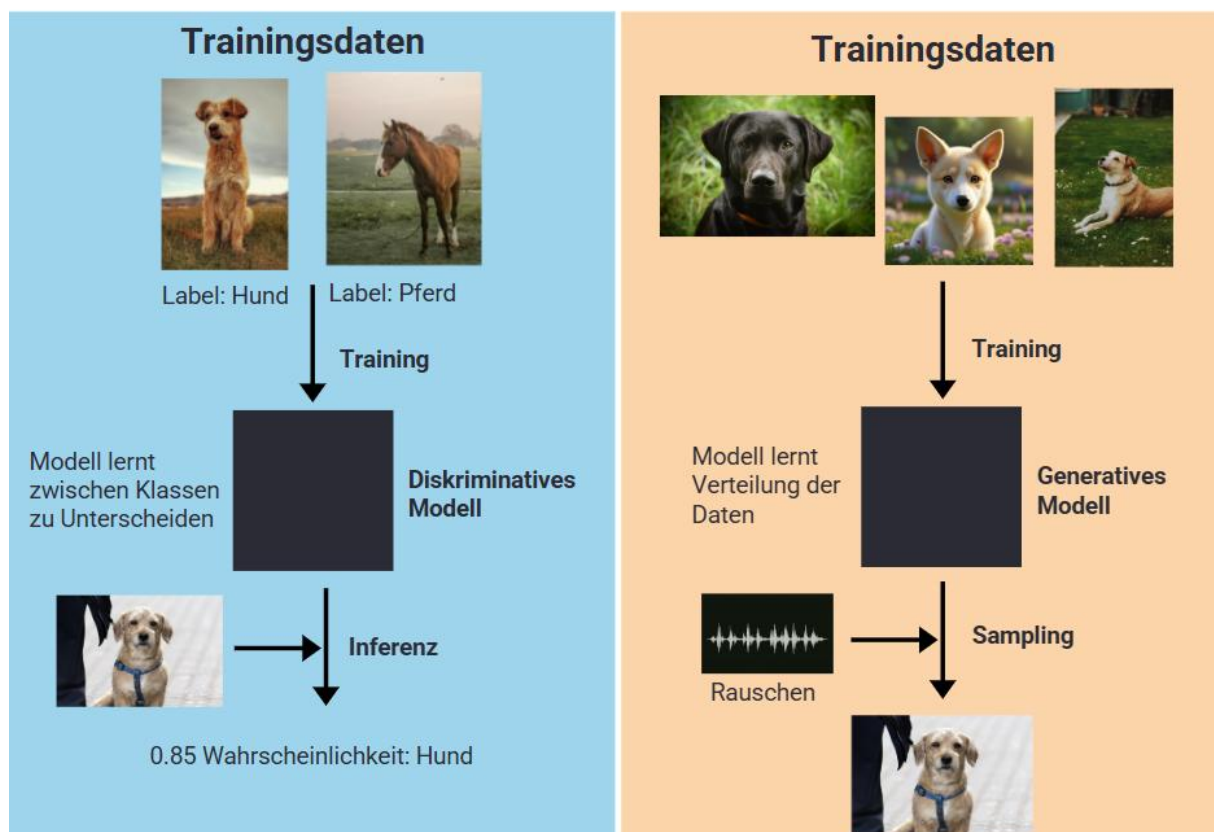 Trainingsdaten
Label: Hund
Label: Pferd
Training
Modell lernt
zwischen Klassen
zu Unterscheiden
Diskriminatives
Modell
Inferenz
0.85 Wahrscheinlichkeit: Hund
Trainingsdaten
Training
Modell lernt
Verteilung der
Daten
Generatives
Modell
Sampling
Rauschen